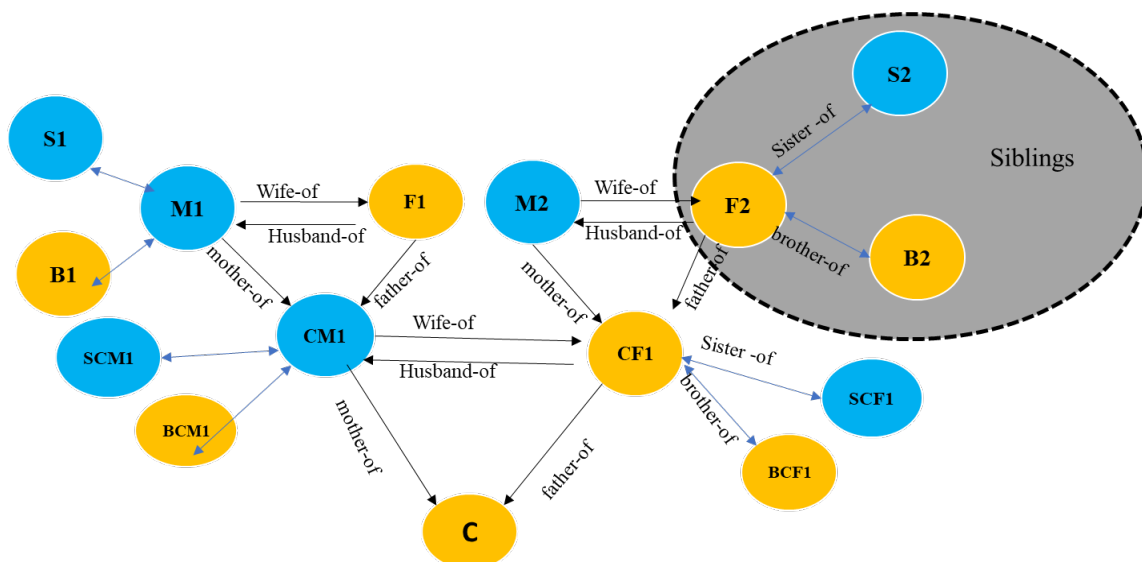 S2
Sister -of
Siblings
S1
Wife-of
M1
F1
Husband-of
M2
Wife-of
F2
Husband-of
brother-of
B2
B1
mother-of
father-of
mother-of
father-of
CM1
Wife-of
Husband-of
CF1
Sister -of
SCM1
SCF1
brother-of
BCM1
BCF1
mother-of
father-of
C